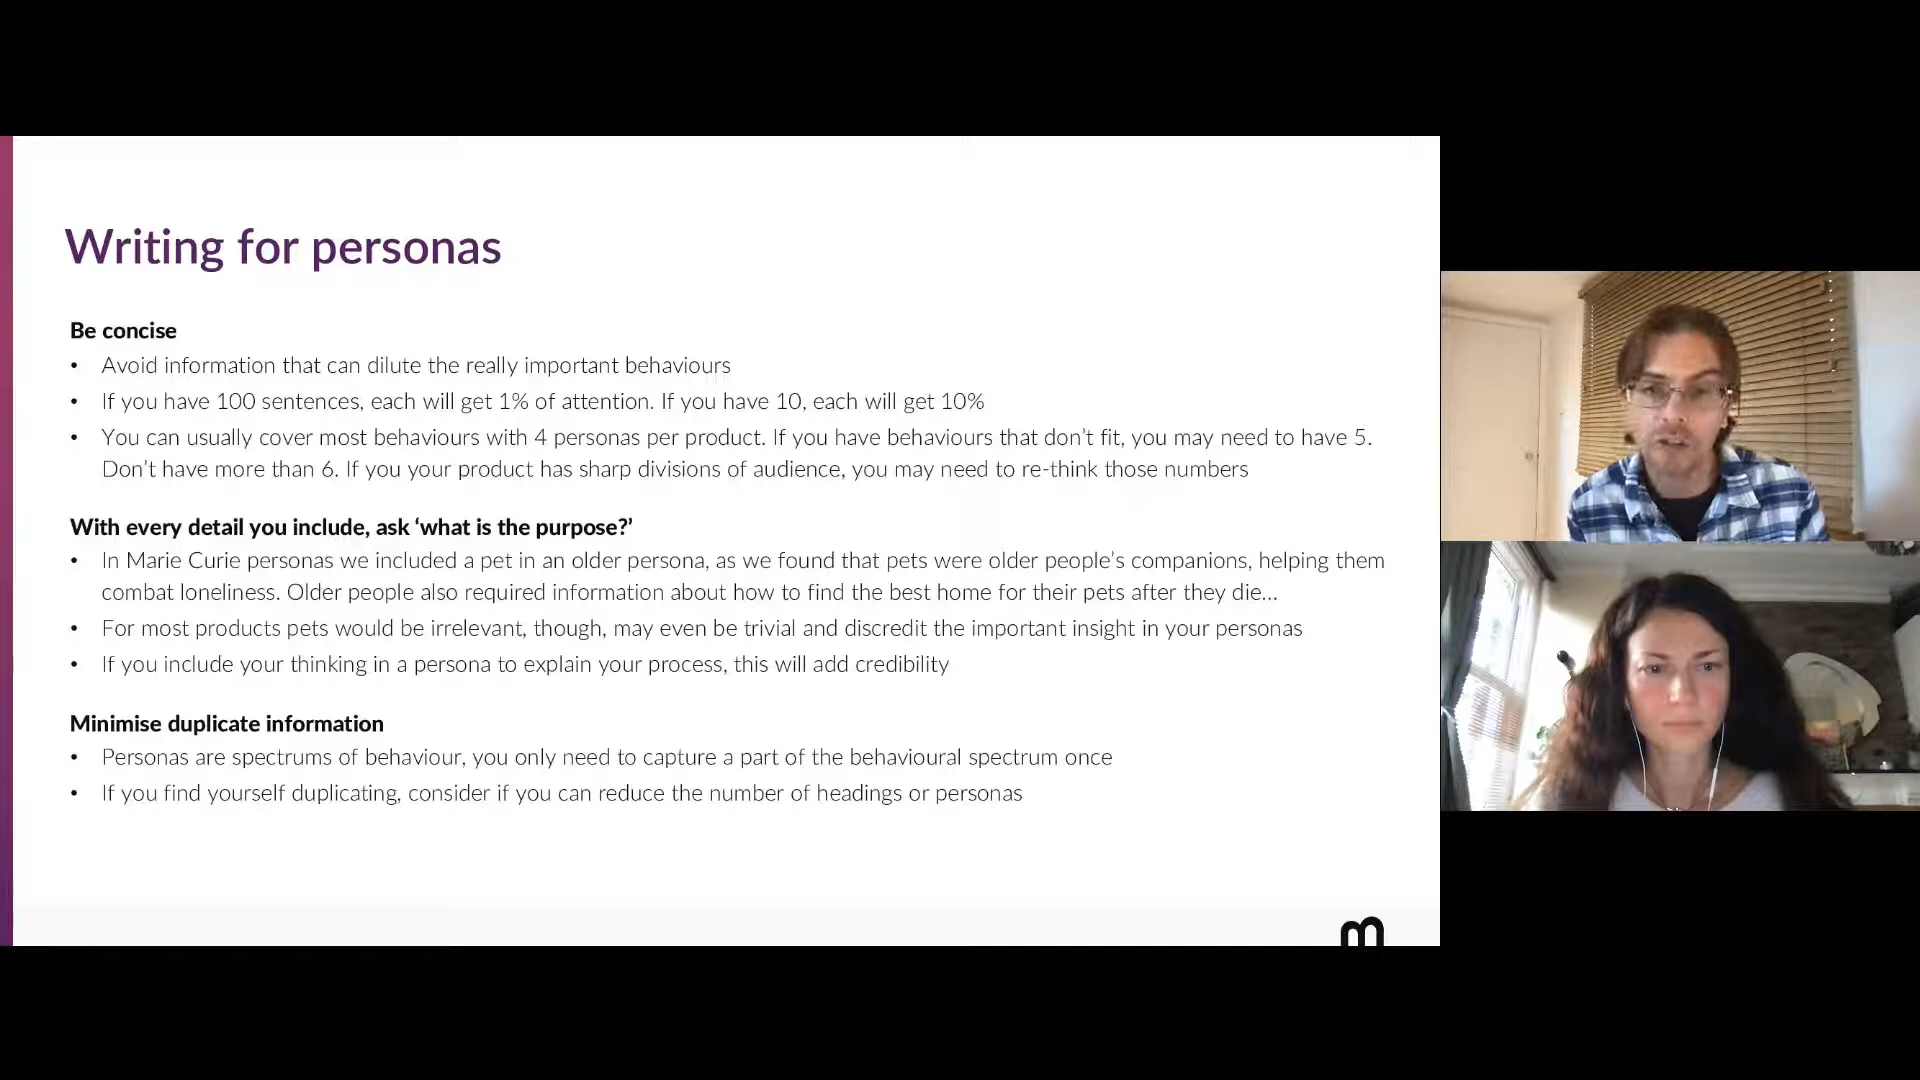 Writing for personas
Be concise
• Avoid information that can dilute the really important behaviours
• If you have 100 sentences, each will get 1% of attention. If you have 10, each will get 10%
• You can usually cover most behaviours with 4 personas per product. If you have behaviours that don’t fit, you may need to have 5.
Don’t have more than 6. If you your product has sharp divisions of audience, you may need to re-think those numbers
With every detail you include, ask ‘what is the purpose?’
• In Marie Curie personas we included a pet in an older persona, as we found that pets were older people’s companions, helping them
combat loneliness. Older people also required information about how to find the best home for their pets after they die...
• For most products pets would be irrelevant, though, may even be trivial and discredit the important insight in your personas
• If you include your thinking in a persona to explain your process, this will add credibility
Minimise duplicate information
• Personas are spectrums of behaviour, you only need to capture a part of the behavioural spectrum once
• If you find yourself duplicating, consider if you can reduce the number of headings or personas
m